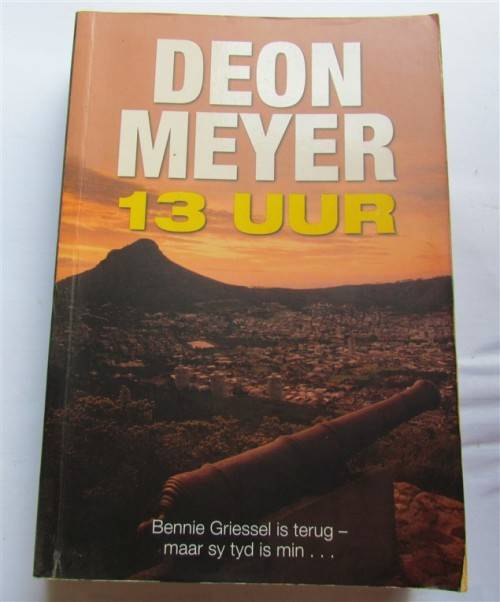 DEON
MEYER
13 UUR
Bennie Griessel is terug –
maar sy tyd is min . . .